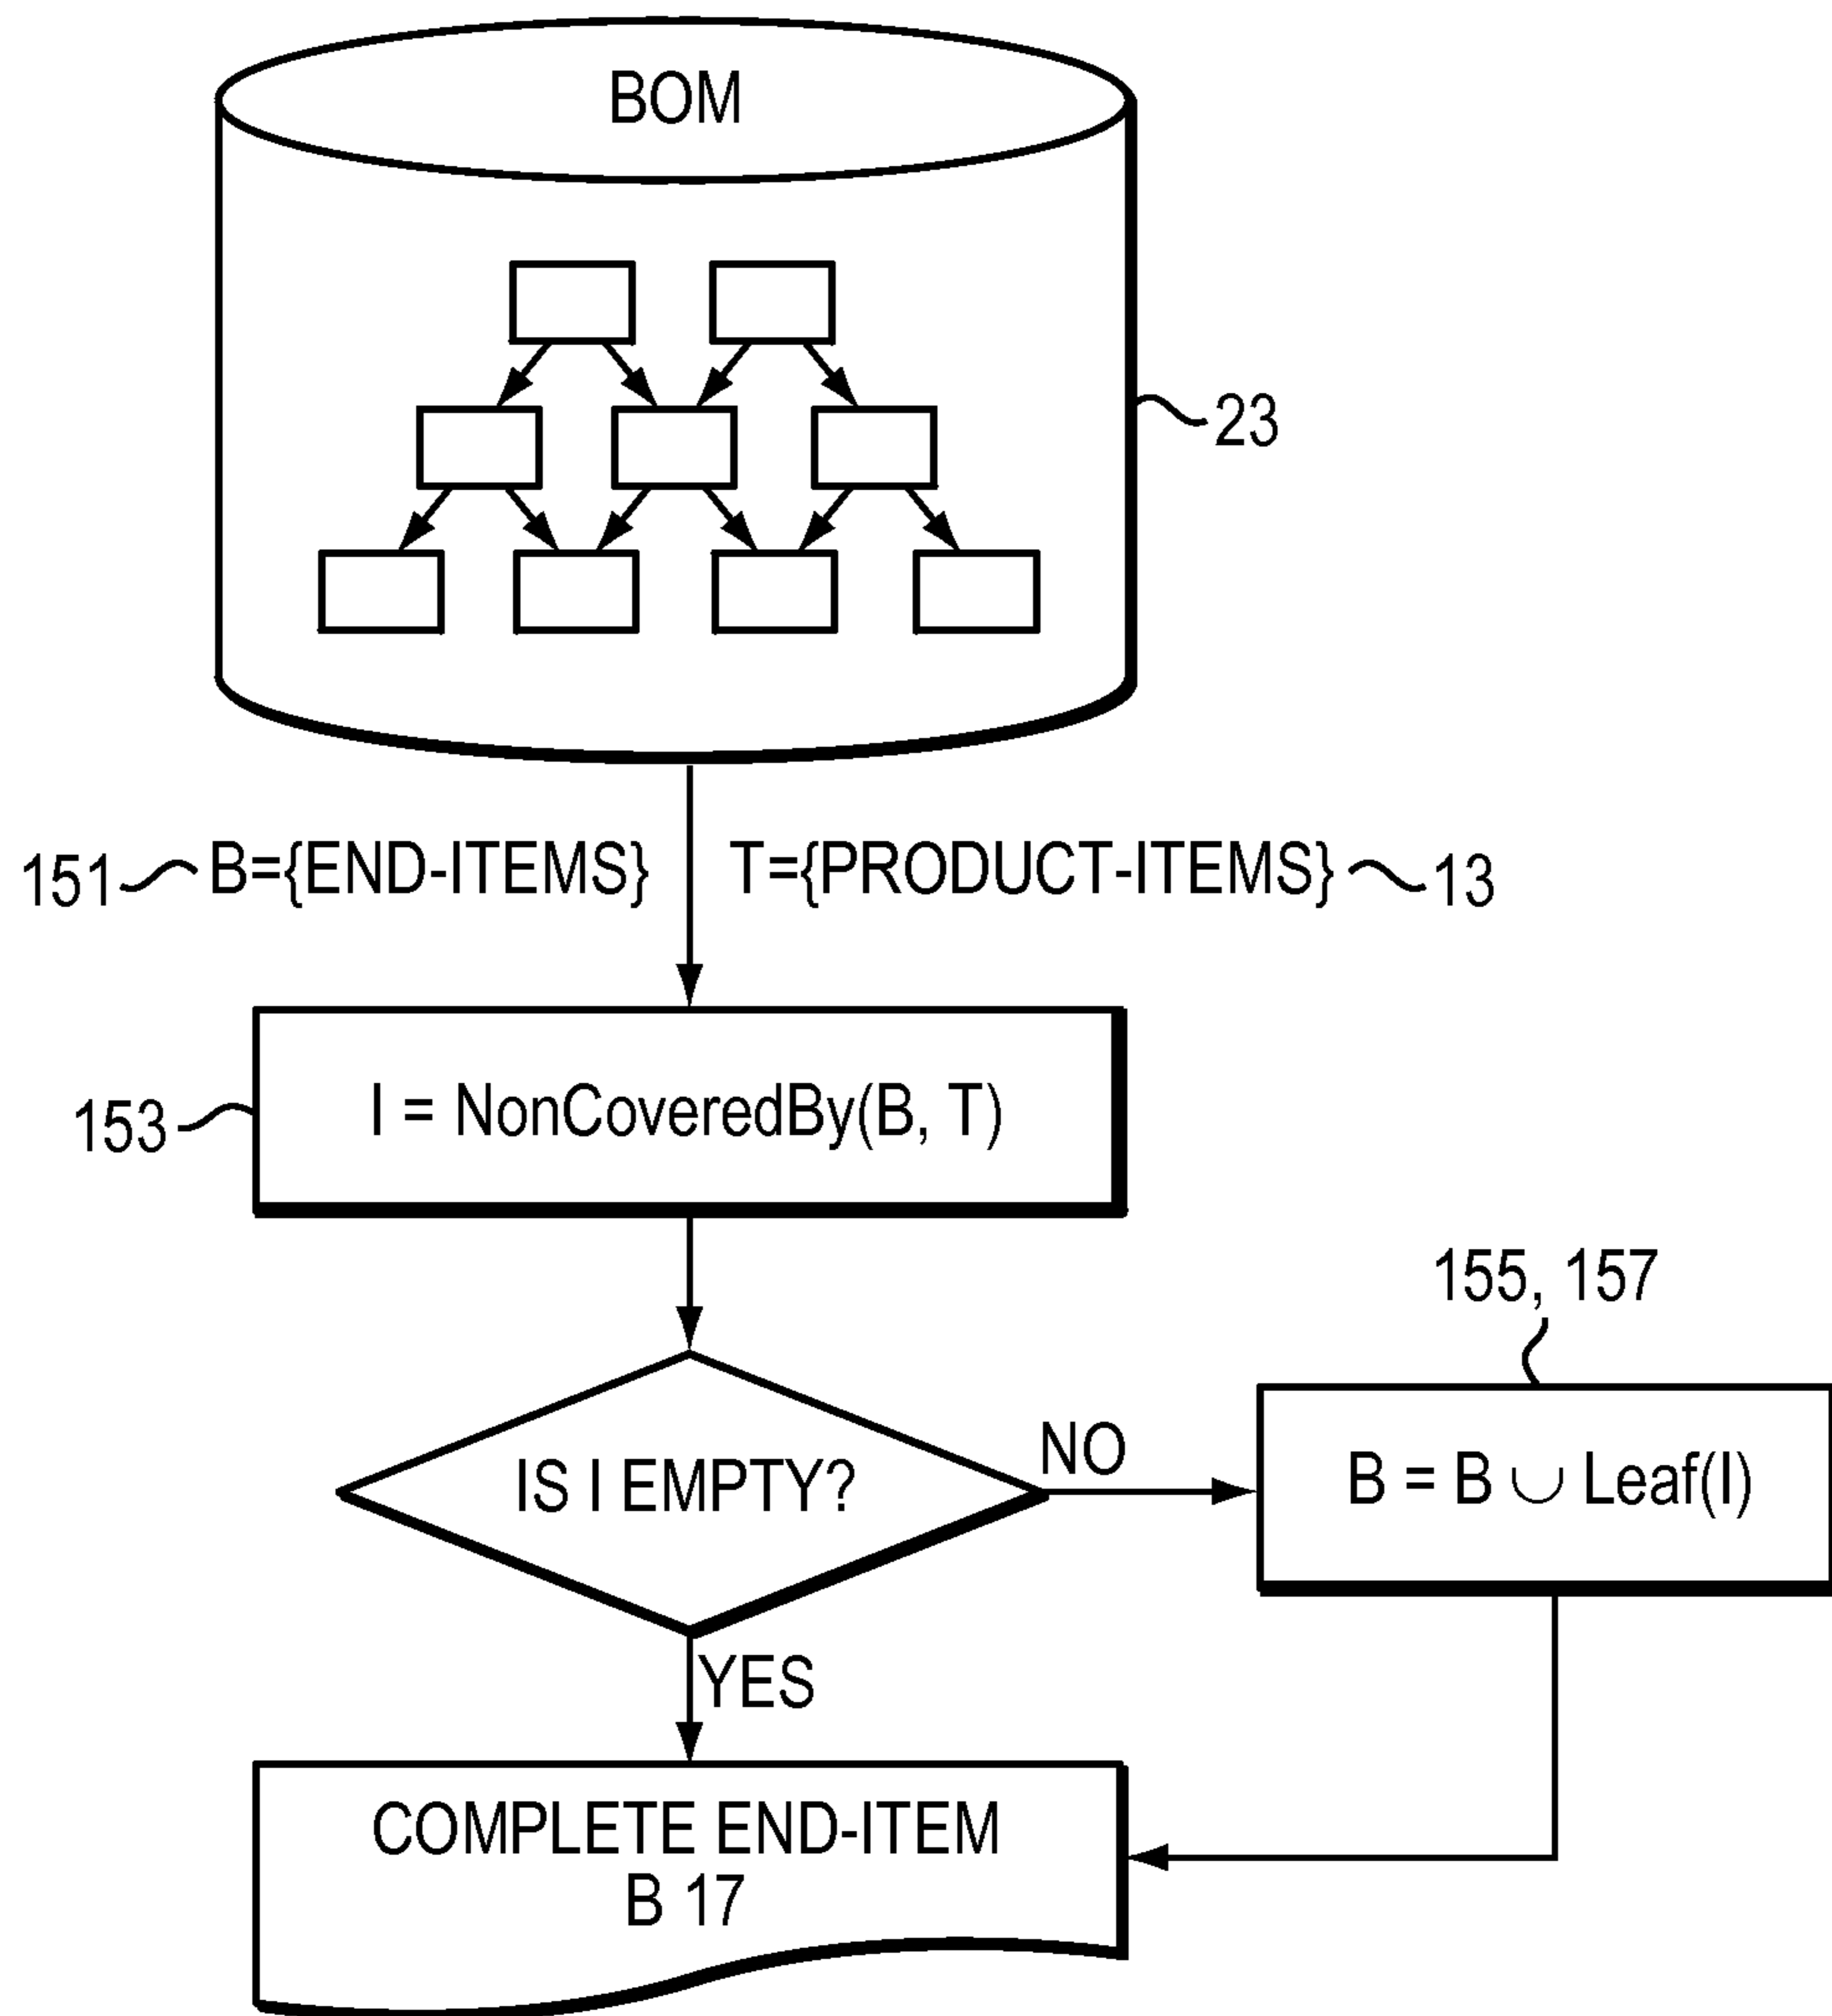 BOM
23
151 B={END-ITEMS} T={PRODUCT-ITEMS} 13
I = NonCoveredBy(B, T)
153
155, 157
IS I EMPTY?
NO
B = B ∪ Leaf(I)
YES
COMPLETE END-ITEM
B 17